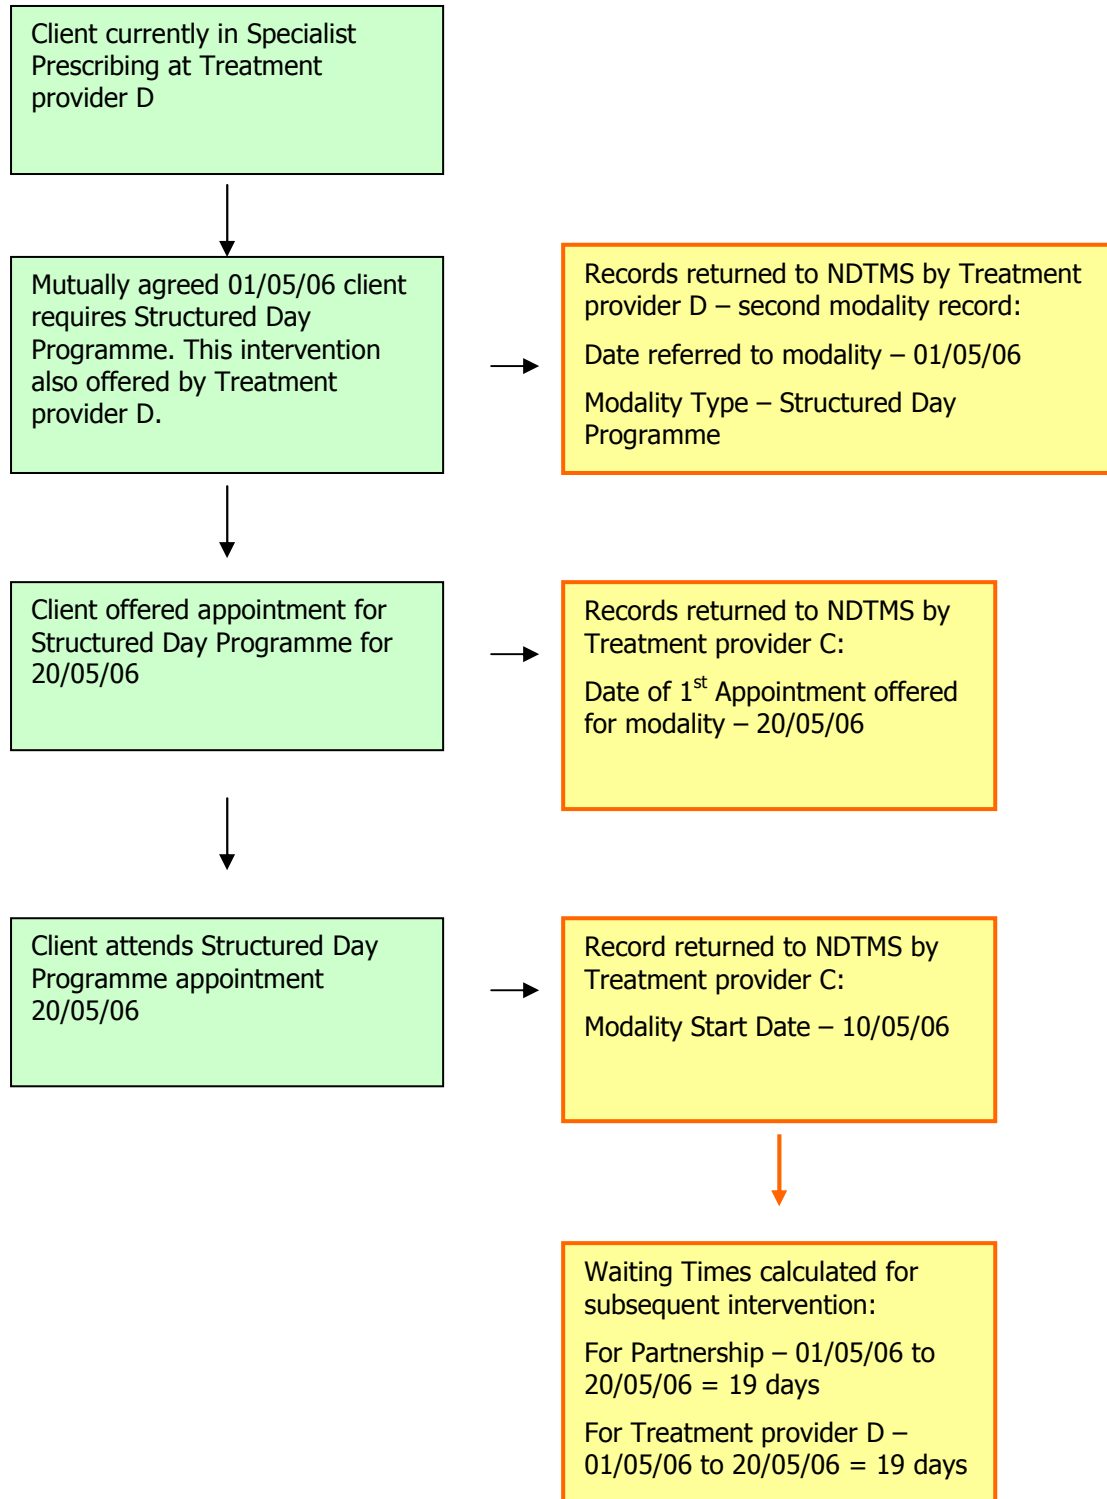 Client currently in Specialist
Prescribing at Treatment
provider D
Mutually agreed 01/05/06 client
requires Structured Day
Programme. This intervention
also offered by Treatment
provider D.
Records returned to NDTMS by Treatment
provider D – second modality record:
Date referred to modality – 01/05/06
Modality Type – Structured Day
Programme
Client offered appointment for
Structured Day Programme for
20/05/06
Records returned to NDTMS by
Treatment provider C:
Date of 1st Appointment offered
for modality – 20/05/06
Client attends Structured Day
Programme appointment
20/05/06
Record returned to NDTMS by
Treatment provider C:
Modality Start Date – 10/05/06
Waiting Times calculated for
subsequent intervention:
For Partnership – 01/05/06 to
20/05/06 = 19 days
For Treatment provider D –
01/05/06 to 20/05/06 = 19 days